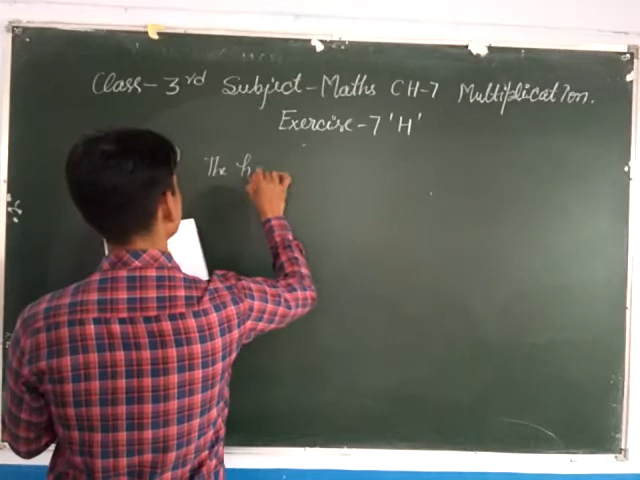 Class-3rd Subject-Maths CH-7 Multiplication.
Exercise-7'H'
The